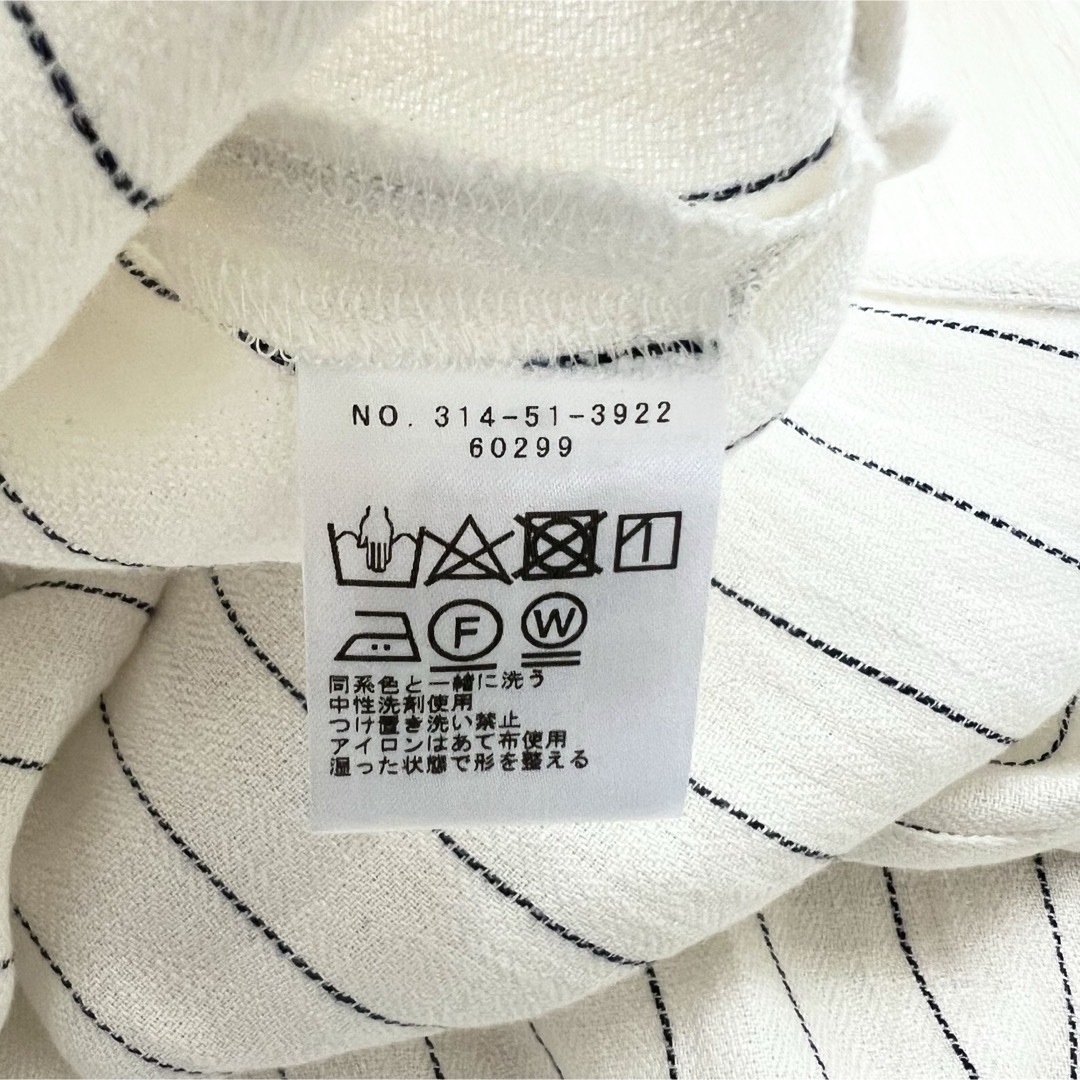 NO. 314-51-3922
60299
F
W
同系色と一緒に洗う
中性洗剤使用
つけ置き洗い禁止
アイロンはあて布使用
湿った状態で形を整える